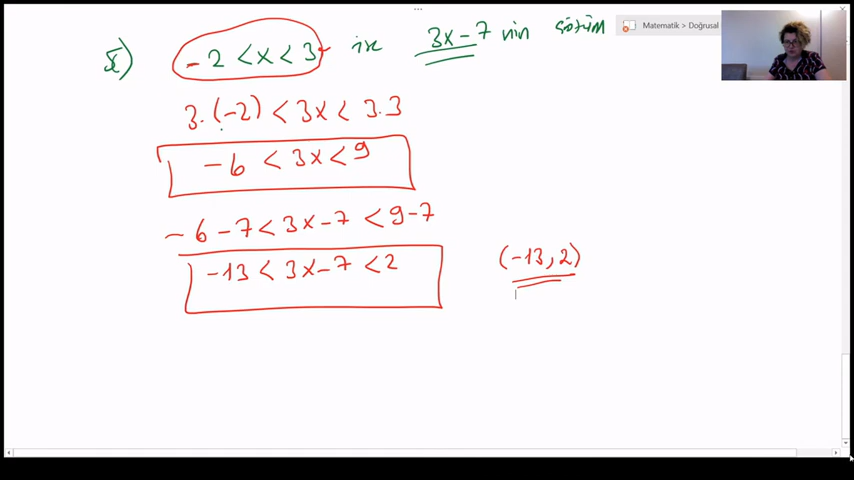 -2 < x < 3 ise 3x-7 nin çözüm
Matematik > Doğrusal
3.(-2) < 3x < 3.3
-6 < 3x < 9
-6-7 < 3x-7 < 9-7
-13 < 3x-7 < 2
(-13, 2)